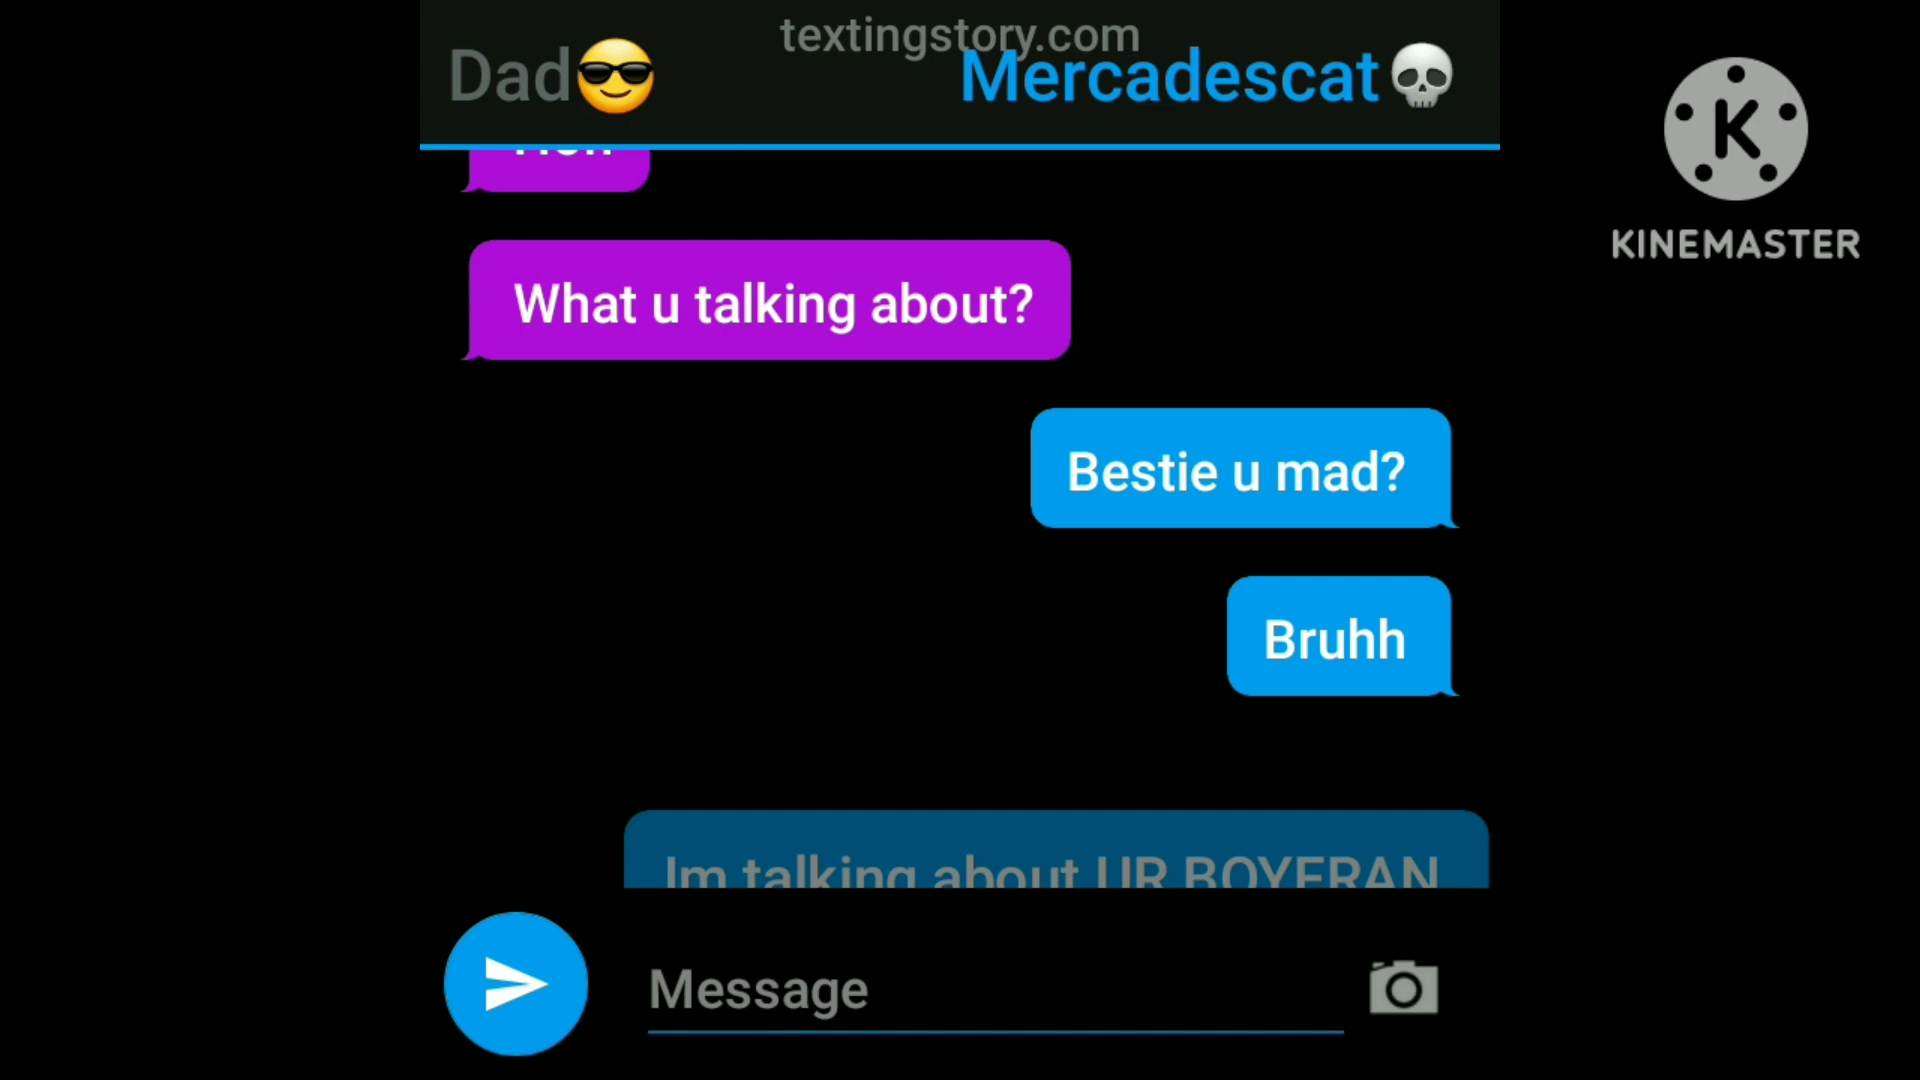 textingstory.com
Dad😎 Mercadescat💀
What u talking about?
Bestie u mad?
Bruhh
Im talking about UR BOYFRAN
Message
K
KINEMASTER